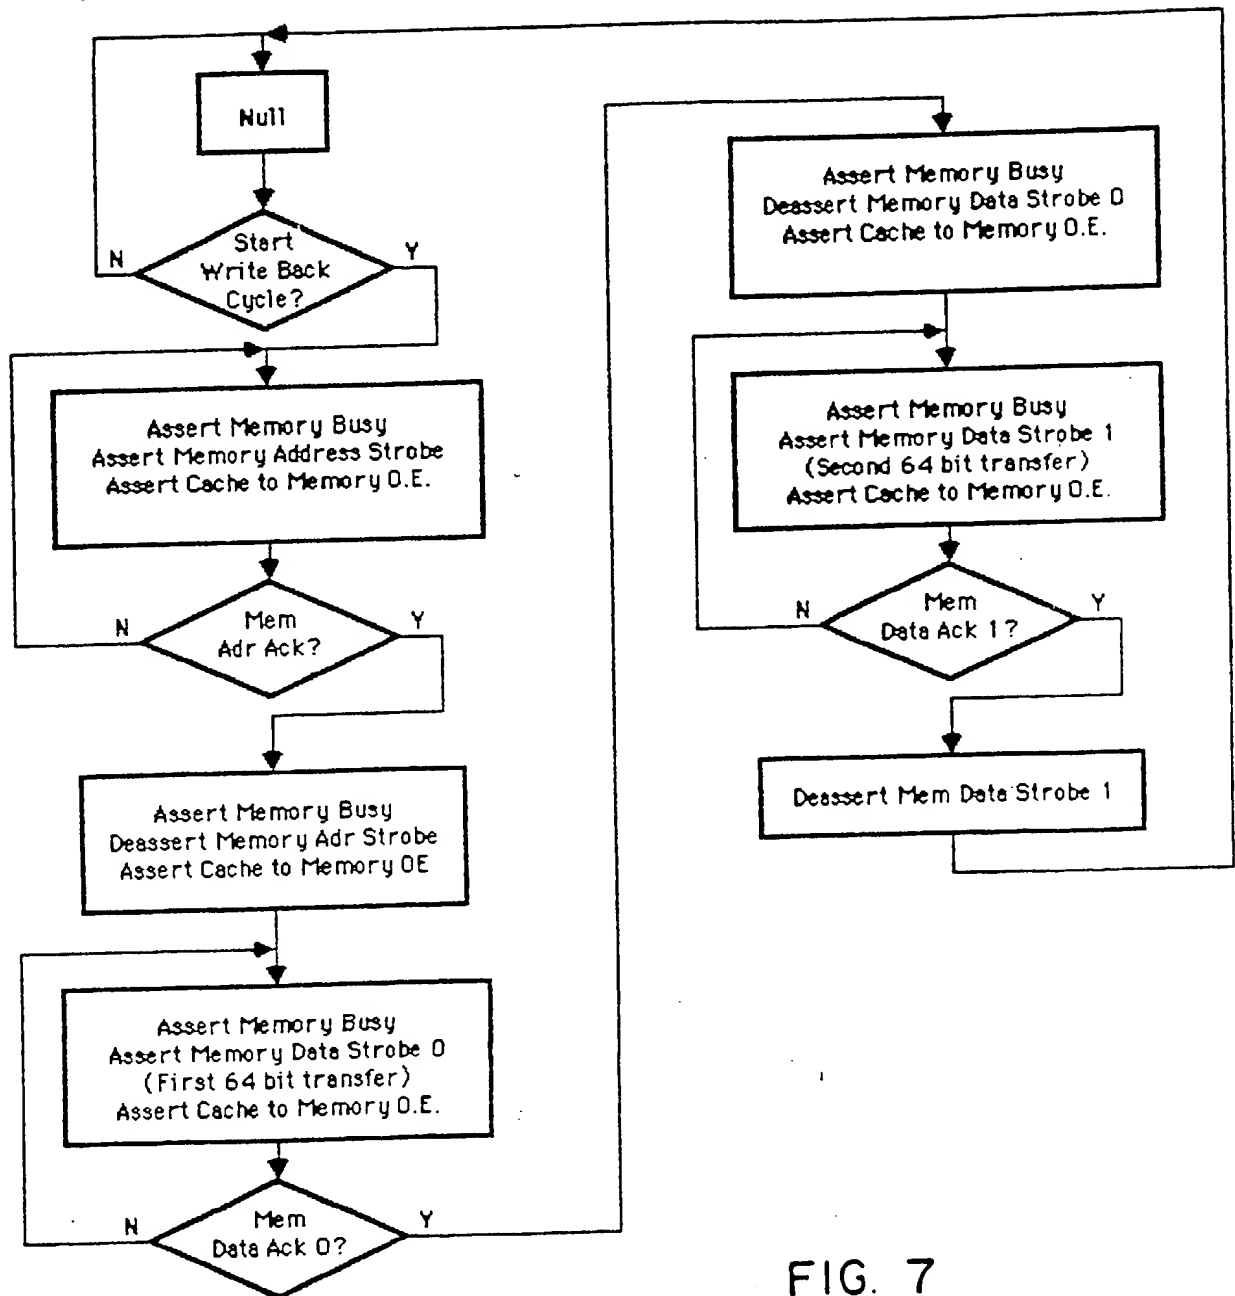 Null
Start
Write Back
Cycle?
N
Y
Assert Memory Busy
Assert Memory Address Strobe
Assert Cache to Memory O.E.
Mem
Adr Ack?
N
Y
Assert Memory Busy
Deassert Memory Adr Strobe
Assert Cache to Memory OE
Assert Memory Busy
Assert Memory Data Strobe 0
(First 64 bit transfer)
Assert Cache to Memory O.E.
Mem
Data Ack 0?
N
Y
Assert Memory Busy
Deassert Memory Data Strobe 0
Assert Cache to Memory O.E.
Assert Memory Busy
Assert Memory Data Strobe 1
(Second 64 bit transfer)
Assert Cache to Memory O.E.
Mem
Data Ack 1?
N
Y
Deassert Mem Data Strobe 1
FIG. 7